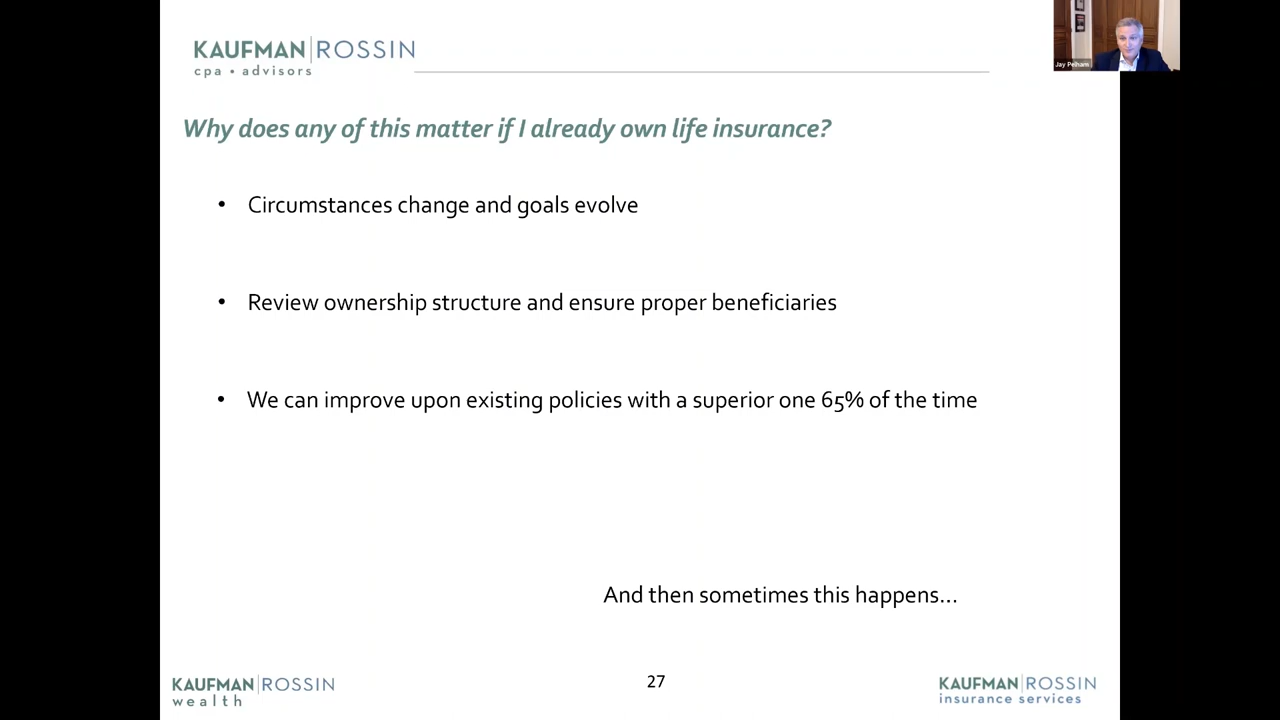 KAUFMAN|ROSSIN
cpa • advisors
Jay Pelham
Why does any of this matter if I already own life insurance?
• Circumstances change and goals evolve
• Review ownership structure and ensure proper beneficiaries
• We can improve upon existing policies with a superior one 65% of the time
And then sometimes this happens...
KAUFMAN|ROSSIN
wealth
27
KAUFMAN|ROSSIN
insurance services